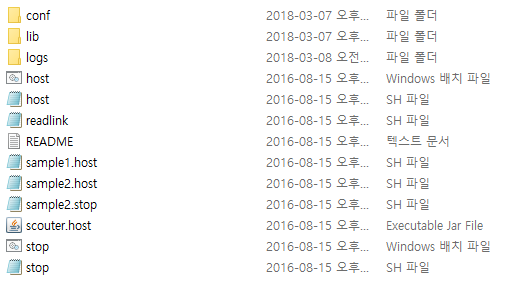 conf 2018-03-07 오후... 파일 폴더
lib 2018-03-07 오후... 파일 폴더
logs 2018-03-08 오전... 파일 폴더
host 2016-08-15 오후... Windows 배치 파일
host 2016-08-15 오후... SH 파일
readlink 2016-08-15 오후... SH 파일
README 2016-08-15 오후... 텍스트 문서
sample1.host 2016-08-15 오후... SH 파일
sample2.host 2016-08-15 오후... SH 파일
sample2.stop 2016-08-15 오후... SH 파일
scouter.host 2016-08-15 오후... Executable Jar File
stop 2016-08-15 오후... Windows 배치 파일
stop 2016-08-15 오후... SH 파일